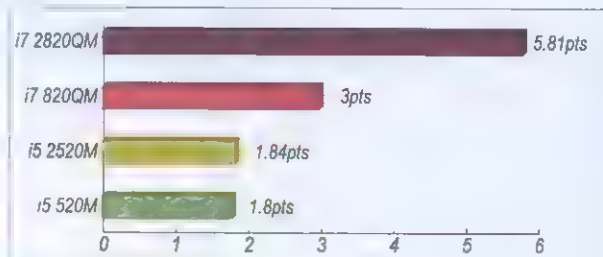 i7 2820QM 5.81pts
i7 820QM 3pts
i5 2520M 1.84pts
i5 520M 1.8pts
0 1 2 3 4 5 6